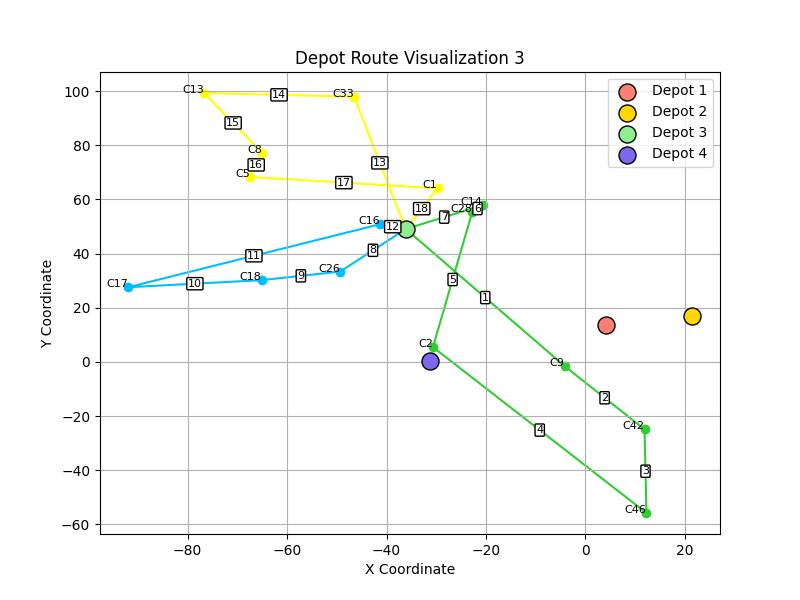 Depot Route Visualization 3
Depot 1
Depot 2
Depot 3
Depot 4
C13
14
C33
15
13
C8
16
C5
17
C1
18
C14
C28
6
7
C16
12
8
11
C26
9
C18
10
C17
5
1
C2
C9
2
C42
4
3
C46
100
80
60
40
20
0
−20
−40
−60
Y Coordinate
−80
−60
−40
−20
0
20
X Coordinate